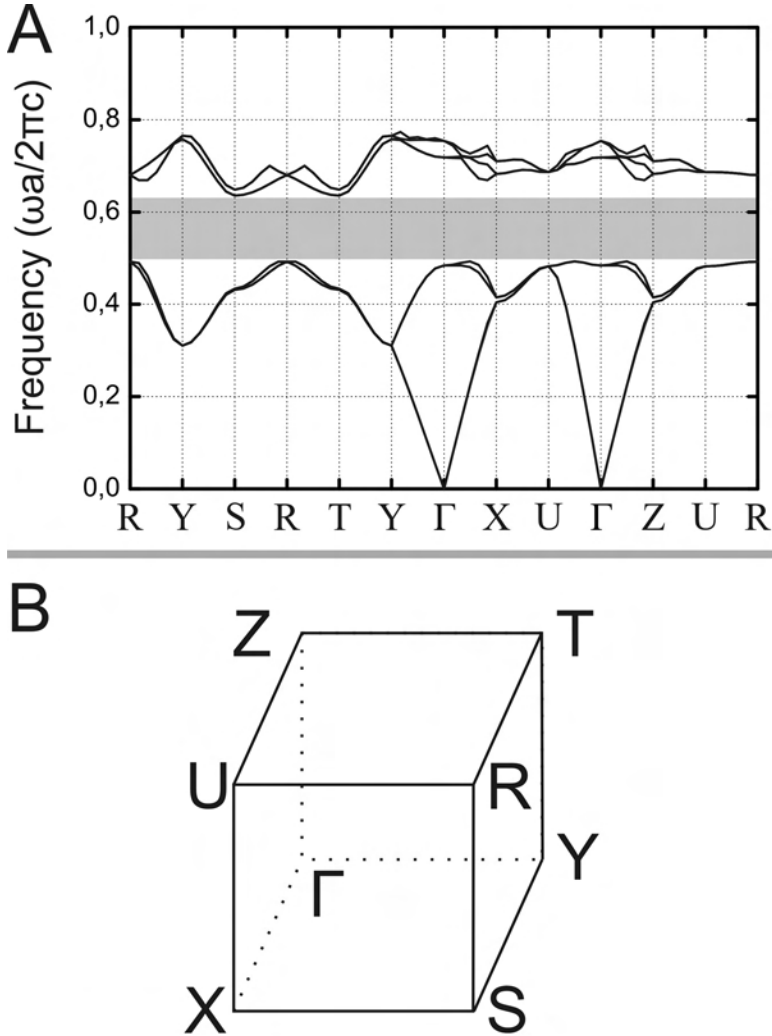 A
Frequency (ωa/2πc)
1,0
0,8
0,6
0,4
0,2
0,0
R Y S R T Y Γ X U Γ Z U R
B
Z T
U R
Γ Y
X S